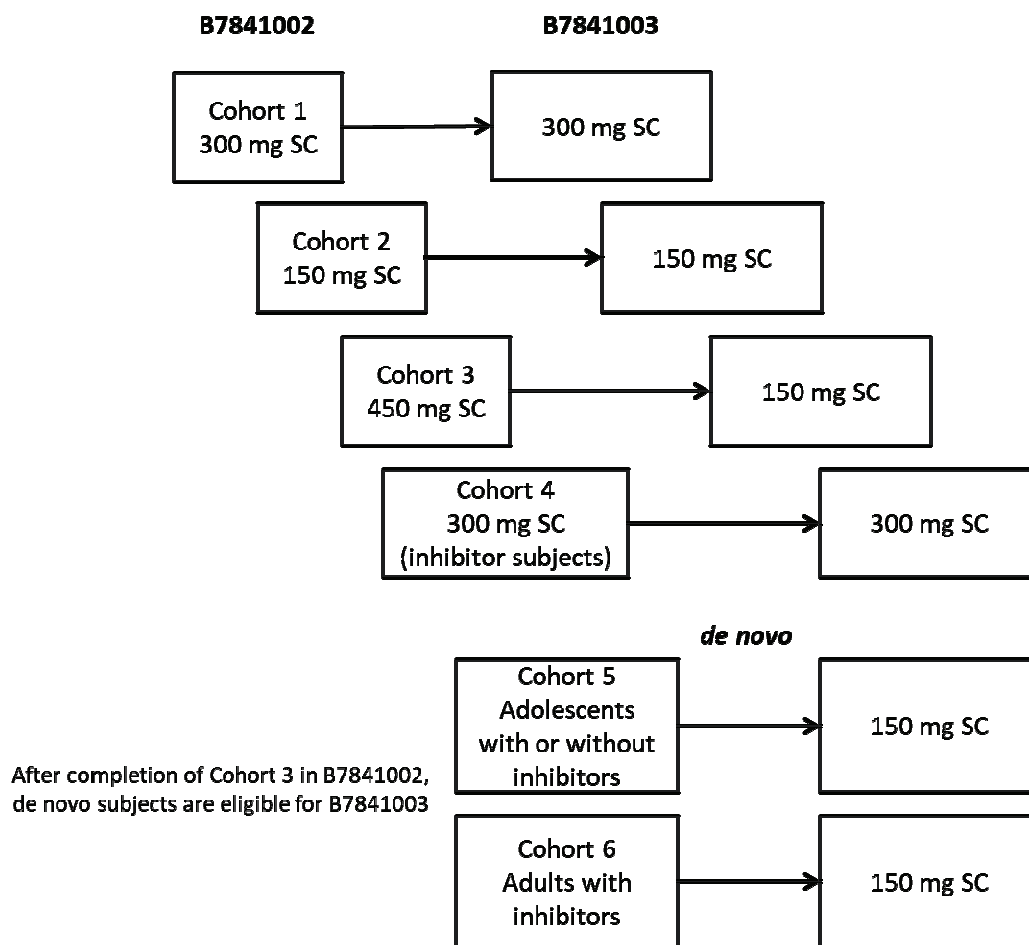 B7841002
B7841003
Cohort 1
300 mg SC
300 mg SC
Cohort 2
150 mg SC
150 mg SC
Cohort 3
450 mg SC
150 mg SC
Cohort 4
300 mg SC
(inhibitor subjects)
300 mg SC
de novo
Cohort 5
Adolescents
with or without
inhibitors
150 mg SC
After completion of Cohort 3 in B7841002,
de novo subjects are eligible for B7841003
Cohort 6
Adults with
inhibitors
150 mg SC